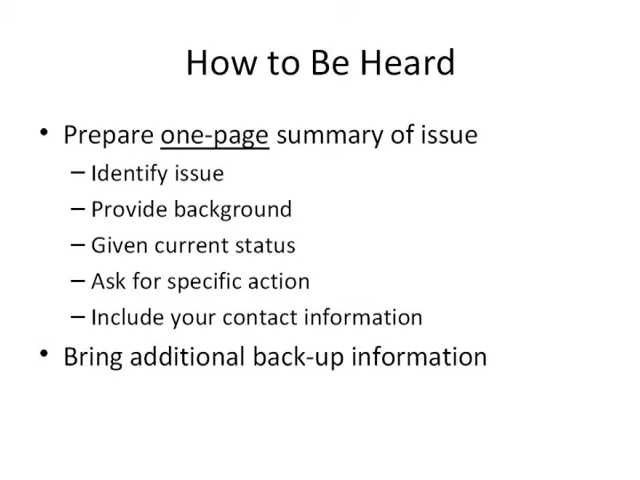 How to Be Heard
• Prepare one-page summary of issue
– Identify issue
– Provide background
– Given current status
– Ask for specific action
– Include your contact information
• Bring additional back-up information